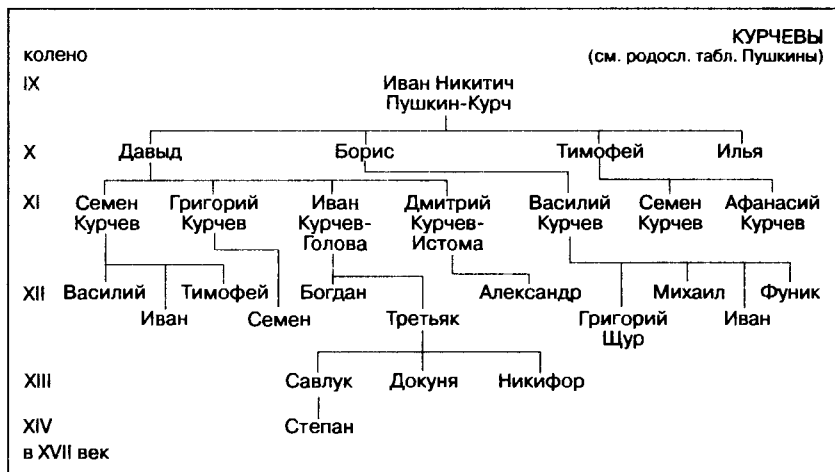 КУРЧЕВЫ
колено (см. родосл. табл. Пушкины)
IX Иван Никитич
Пушкин-Курч
X Давыд Борис Тимофей Илья
XI Семен Григорий Иван Дмитрий Василий Семен Афанасий
Курчев Курчев Курчев- Курчев- Курчев Курчев Курчев
Голова Истома
XII Василий Тимофей Богдан Александр Михаил Фуник
Иван Семен Третьяк Григорий Иван
Щур
XIII Савлук Докуня Никифор
XIV Степан
в XVII век